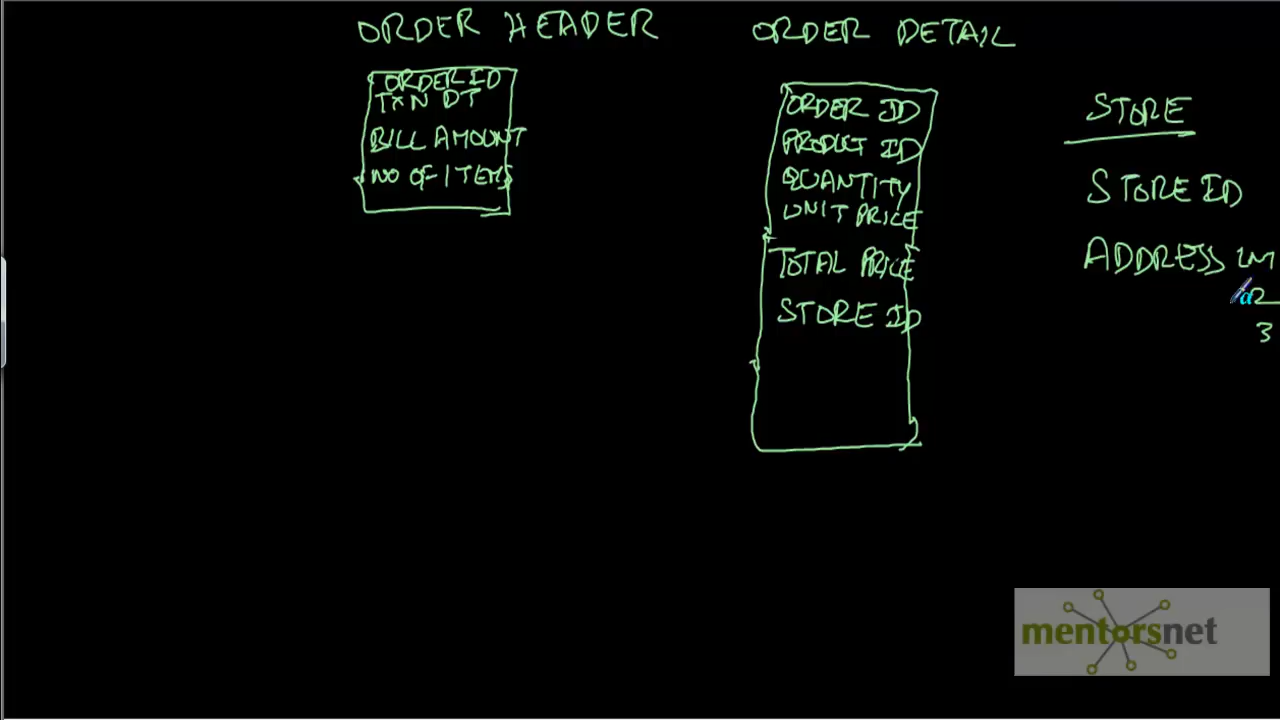 ORDER HEADER
ORDER ID
TXN DT
BILL AMOUNT
NO OF ITEMS
ORDER DETAIL
ORDER ID
PRODUCT ID
QUANTITY
UNIT PRICE
TOTAL PRICE
STORE ID
STORE
STORE ID
ADDRESS
2
3
mentorsnet